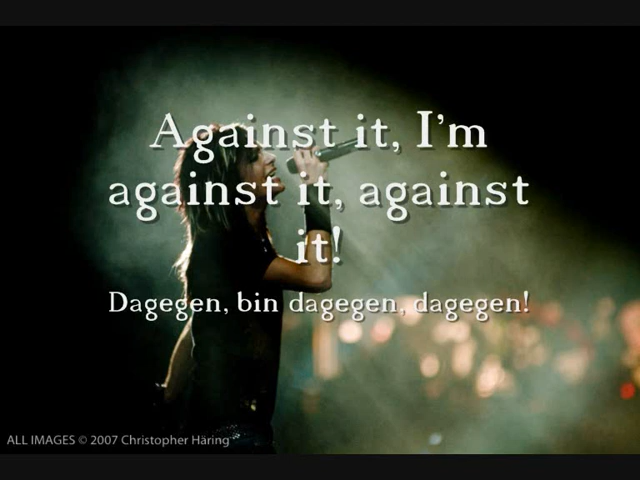 Against it, I'm
against it, against
it!
Dagegen, bin dagegen, dagegen!
ALL IMAGES © 2007 Christopher Häring